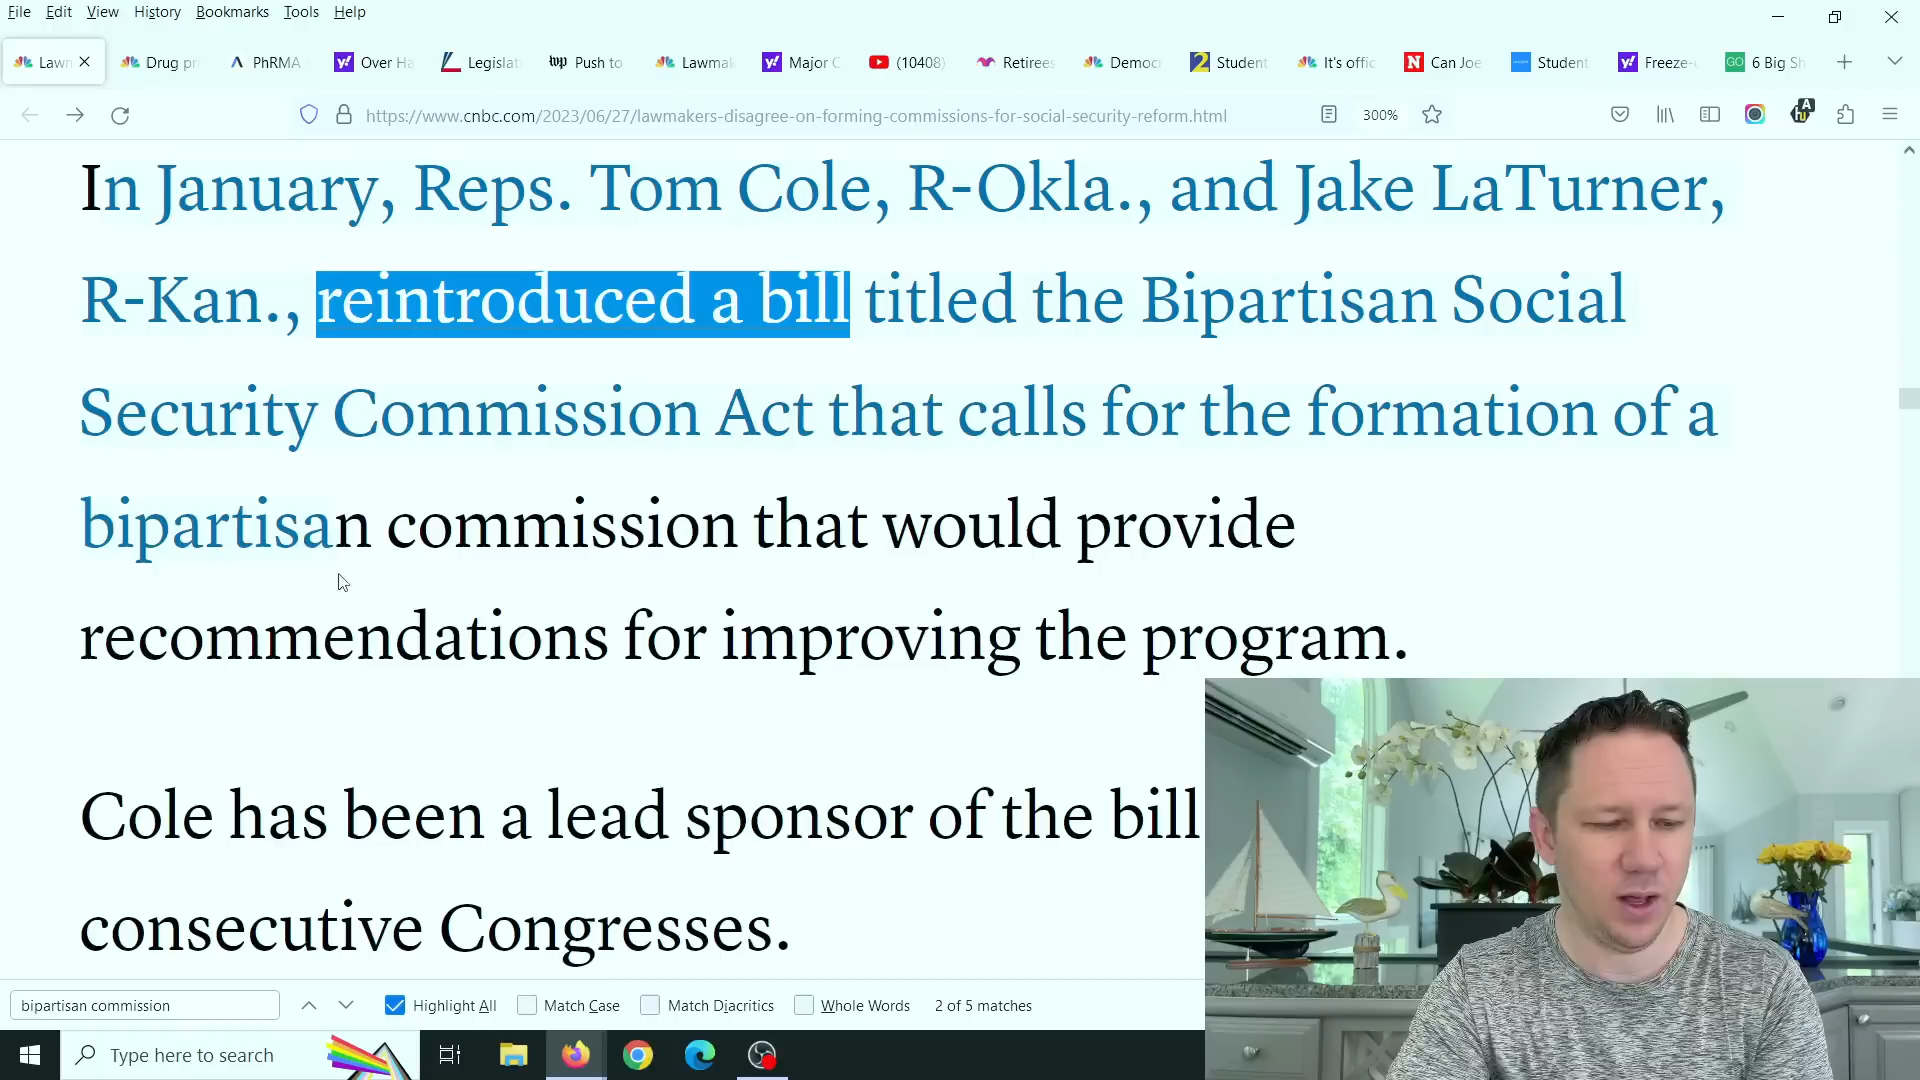 File Edit View History Bookmarks Tools Help
Lawn Drug pri PhRMA Over Ha Legislat Push to Lawmak Major C (10408) Retirees Democr Student It's offic Can Joe Student Freeze-u 6 Big Sh
https://www.cnbc.com/2023/06/27/lawmakers-disagree-on-forming-commissions-for-social-security-reform.html 300%
In January, Reps. Tom Cole, R-Okla., and Jake LaTurner,
R-Kan., reintroduced a bill titled the Bipartisan Social
Security Commission Act that calls for the formation of a
bipartisan commission that would provide
recommendations for improving the program.
Cole has been a lead sponsor of the bill
consecutive Congresses.
bipartisan commission Highlight All Match Case Match Diacritics Whole Words 2 of 5 matches
Type here to search